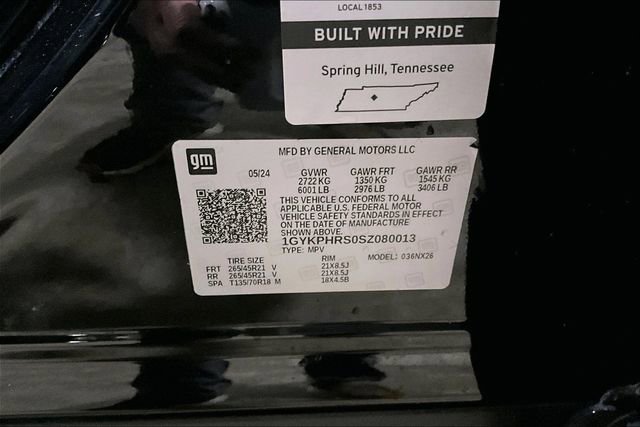 LOCAL 1853
BUILT WITH PRIDE
Spring Hill, Tennessee
gm
MFD BY GENERAL MOTORS LLC
05/24 GVWR GAWR FRT GAWR RR
2722 KG 1350 KG 1545 KG
6001 LB 2976 LB 3406 LB
THIS VEHICLE CONFORMS TO ALL
APPLICABLE U.S. FEDERAL MOTOR
VEHICLE SAFETY STANDARDS IN EFFECT
ON THE DATE OF MANUFACTURE
SHOWN ABOVE.
1GYKPHRS0SZ080013
TYPE: MPV MODEL: 036NX26
TIRE SIZE RIM
FRT 265/45R21 V 21X8.5J
RR 265/45R21 V 21X8.5J
SPA T135/70R18 M 18X4.5B